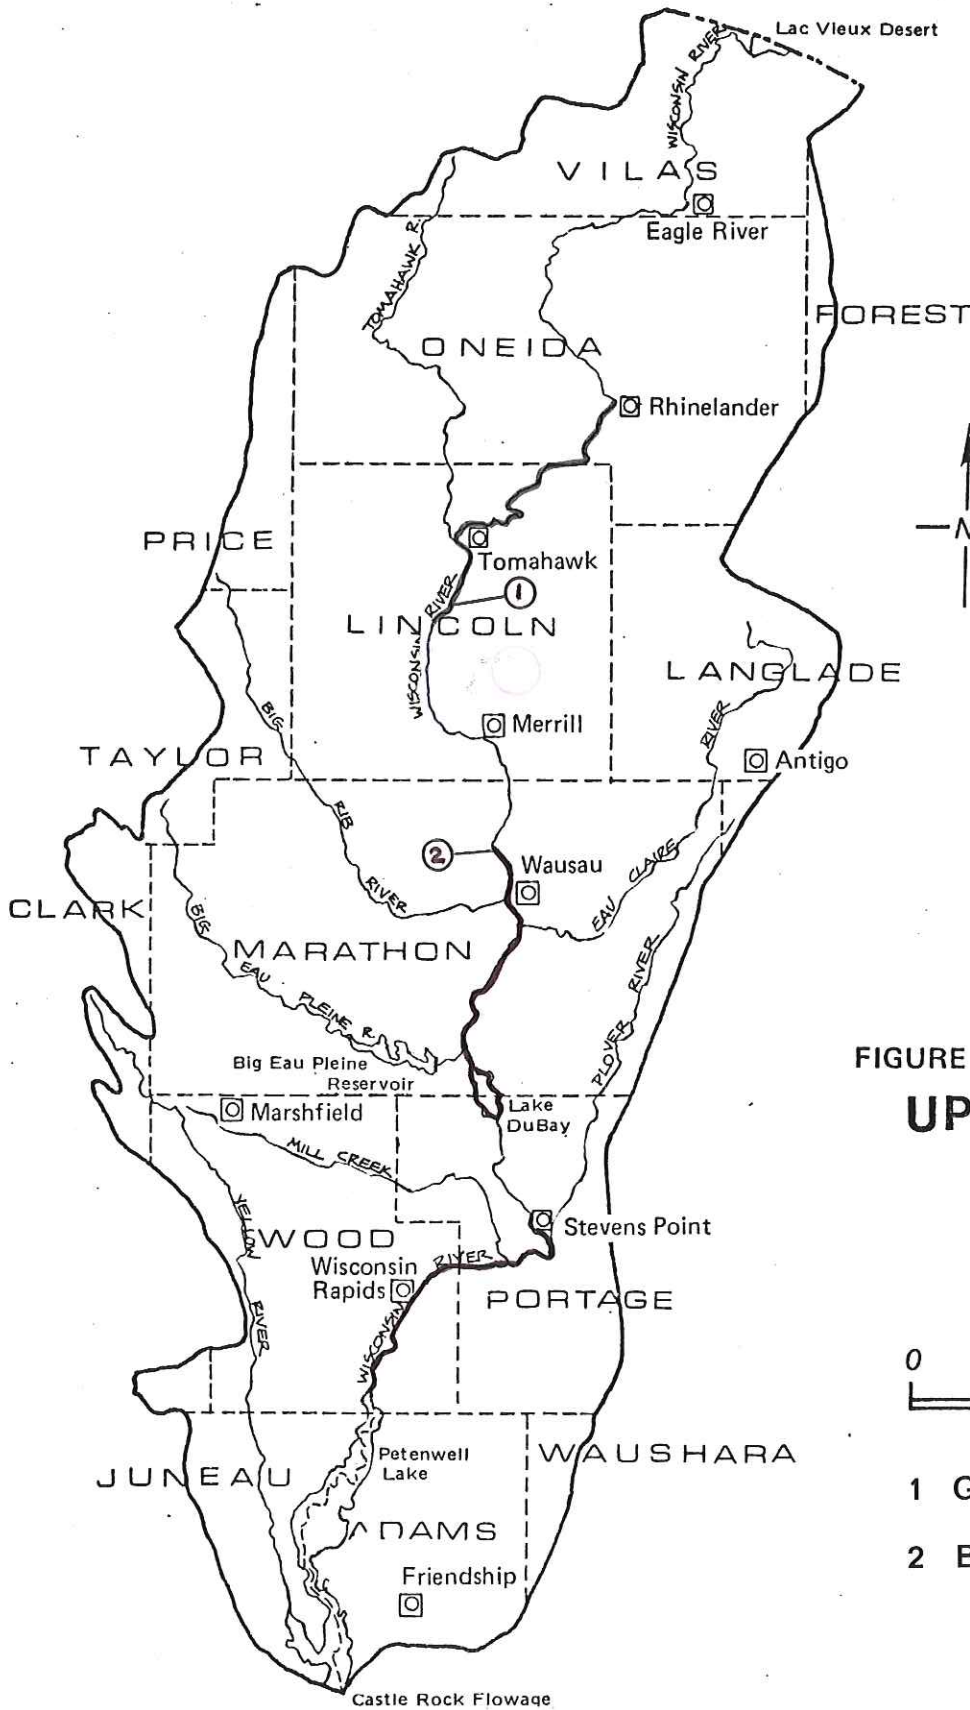 Lac Vieux Desert
WISCONSIN RIVER
VILAS
Eagle River
TOMAHAWK R.
FOREST
ONEIDA
Rhinelander
N
PRICE
Tomahawk
1
WISCONSIN RIVER
LINCOLN
LANGLADE
Merrill
BIG RIB RIVER
TAYLOR
Antigo
2
Wausau
EAU CLAIRE RIVER
CLARK
MARATHON
BIG EAU PLEINE R.
PLOVER RIVER
Big Eau Pleine
Reservoir
FIGURE
UP
Marshfield
Lake
DuBay
MILL CREEK
YELLOW RIVER
Stevens Point
WOOD
Wisconsin
Rapids
WISCONSIN RIVER
PORTAGE
0
Petenwell
Lake
WAUSHARA
JUNEAU
1 G
ADAMS
2 B
Friendship
Castle Rock Flowage